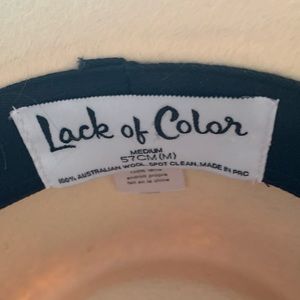 Lack of Color
MEDIUM
57CM (M)
100% AUSTRALIAN WOOL. SPOT CLEAN. MADE IN PRC